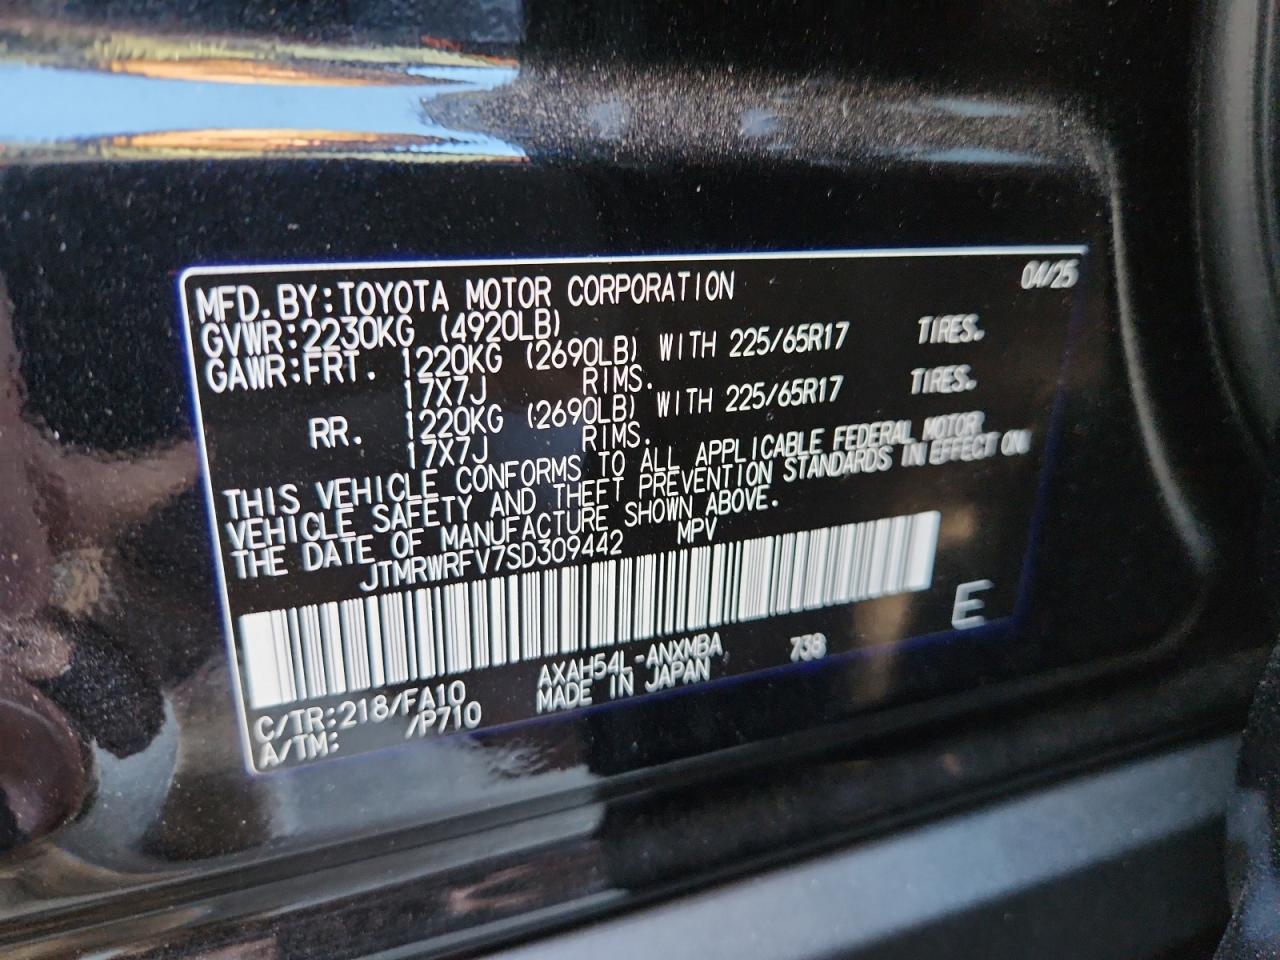 04/25
MFD.BY:TOYOTA MOTOR CORPORATION
GVWR:2230KG (4920LB)
GAWR:FRT. 1220KG (2690LB) WITH 225/65R17 TIRES.
17X7J RIMS.
RR. 1220KG (2690LB) WITH 225/65R17 TIRES.
17X7J RIMS.
THIS VEHICLE CONFORMS TO ALL APPLICABLE FEDERAL MOTOR
VEHICLE SAFETY AND THEFT PREVENTION STANDARDS IN EFFECT ON
THE DATE OF MANUFACTURE SHOWN ABOVE.
JTMRWRFV7SD309442 MPV
E
C/TR:218/FA10 AXAH54L-ANXMBA 738
A/TM: /P710 MADE IN JAPAN